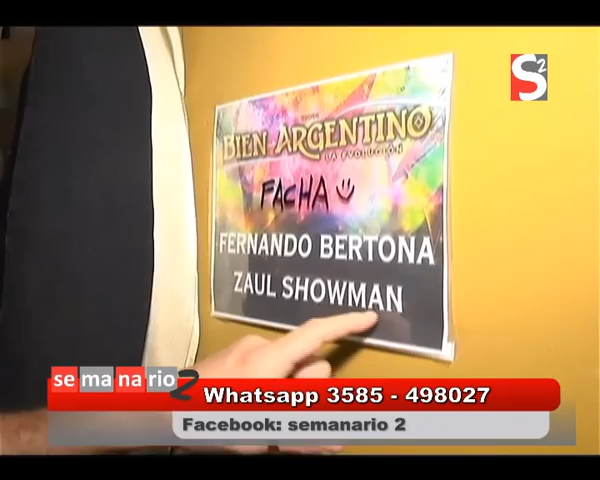 S2
BIEN ARGENTINO
LA EVOLUCIÓN
FACHA
FERNANDO BERTONA
ZAUL SHOWMAN
semanario 2
Whatsapp 3585 - 498027
Facebook: semanario 2